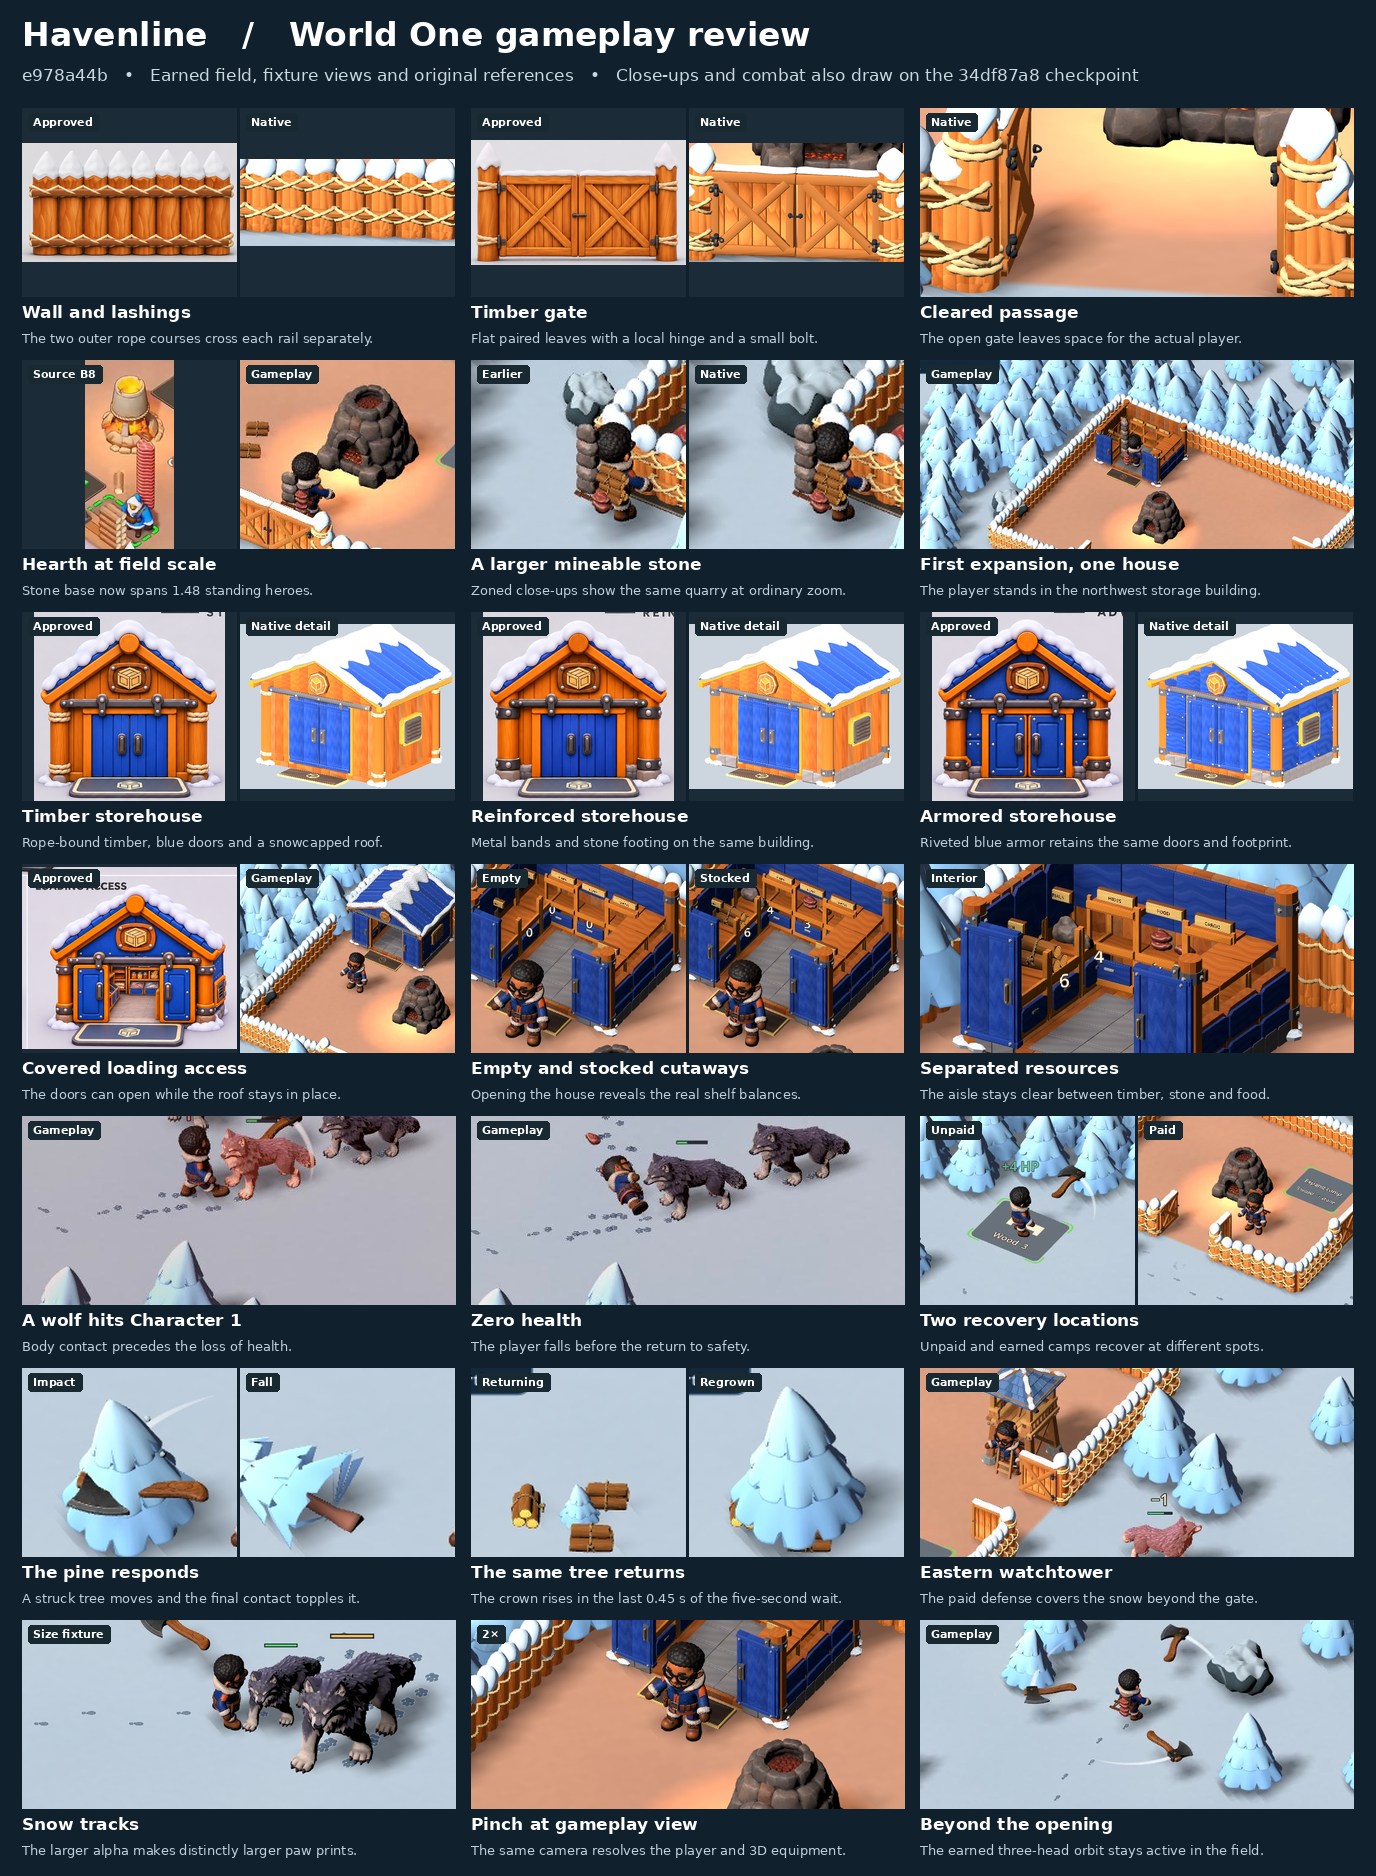 Havenline / World One gameplay review
e978a44b • Earned field, fixture views and original references • Close-ups and combat also draw on the 34df87a8 checkpoint
Approved
Native
Approved
Native
Native
Wall and lashings
The two outer rope courses cross each rail separately.
Timber gate
Flat paired leaves with a local hinge and a small bolt.
Cleared passage
The open gate leaves space for the actual player.
Source B8
Gameplay
Earlier
Native
Gameplay
Hearth at field scale
Stone base now spans 1.48 standing heroes.
A larger mineable stone
Zoned close-ups show the same quarry at ordinary zoom.
First expansion, one house
The player stands in the northwest storage building.
Approved
Native detail
Approved
Native detail
Approved
Native detail
Timber storehouse
Rope-bound timber, blue doors and a snowcapped roof.
Reinforced storehouse
Metal bands and stone footing on the same building.
Armored storehouse
Riveted blue armor retains the same doors and footprint.
Approved
Gameplay
Empty
0
0
0
Stocked
6
4
3
Interior
FOOD
6
4
Covered loading access
The doors can open while the roof stays in place.
Empty and stocked cutaways
Opening the house reveals the real shelf balances.
Separated resources
The aisle stays clear between timber, stone and food.
Gameplay
Gameplay
Unpaid
+4 HP
Wood 3
Paid
A wolf hits Character 1
Body contact precedes the loss of health.
Zero health
The player falls before the return to safety.
Two recovery locations
Unpaid and earned camps recover at different spots.
Impact
Fall
Returning
Regrown
Gameplay
−1
The pine responds
A struck tree moves and the final contact topples it.
The same tree returns
The crown rises in the last 0.45 s of the five-second wait.
Eastern watchtower
The paid defense covers the snow beyond the gate.
Size fixture
2×
Gameplay
Snow tracks
The larger alpha makes distinctly larger paw prints.
Pinch at gameplay view
The same camera resolves the player and 3D equipment.
Beyond the opening
The earned three-head orbit stays active in the field.